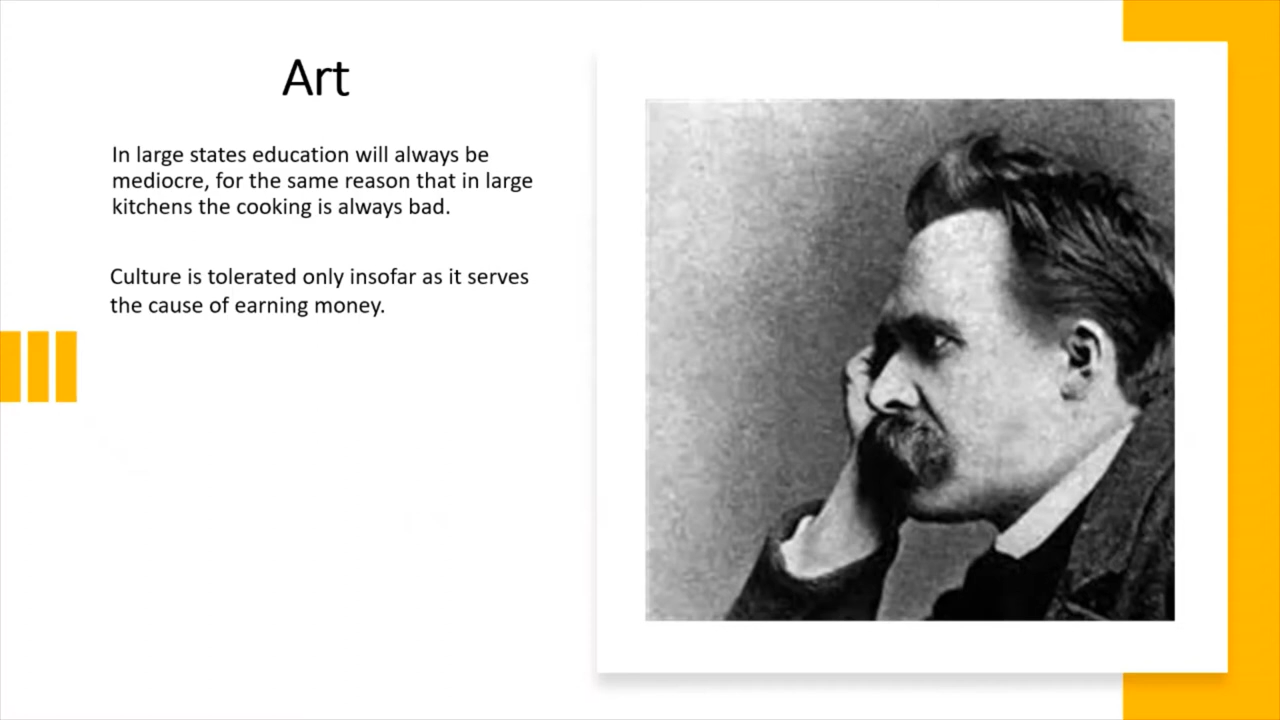 Art
In large states education will always be
mediocre, for the same reason that in large
kitchens the cooking is always bad.
Culture is tolerated only insofar as it serves
the cause of earning money.